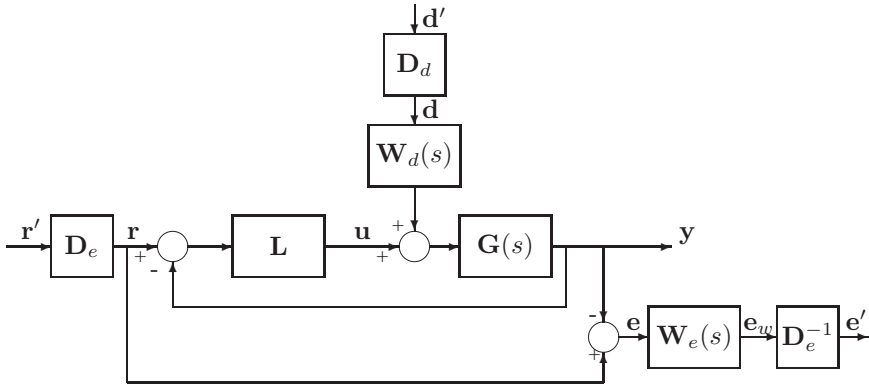 d′
D_d
d
W_d(s)
r′ D_e r + - L u + + G(s) y
- + e W_e(s) e_w D_e^{-1} e′